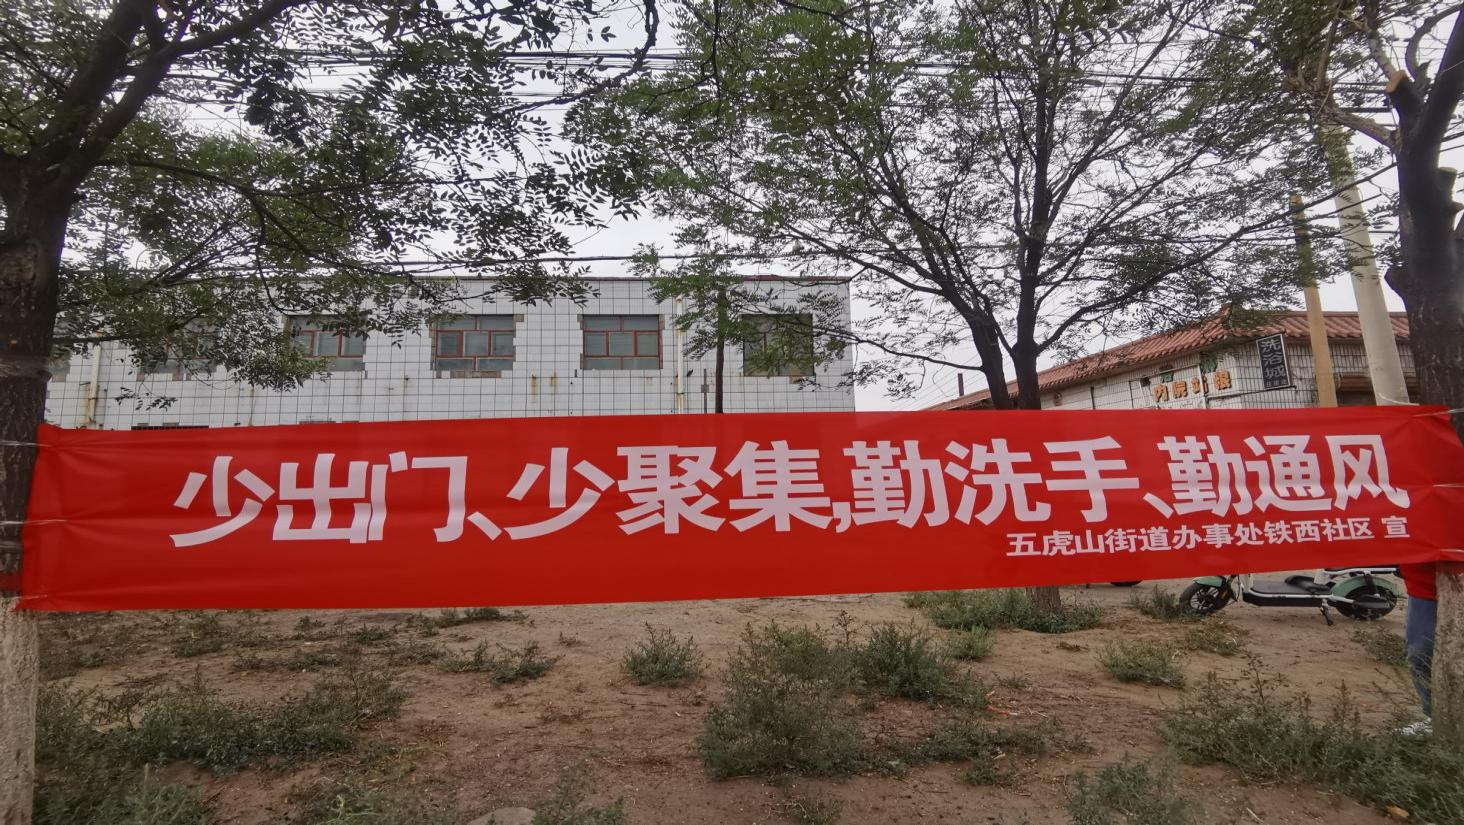 少出门、少聚集,勤洗手、勤通风
五虎山街道办事处铁西社区 宣
洗浴城